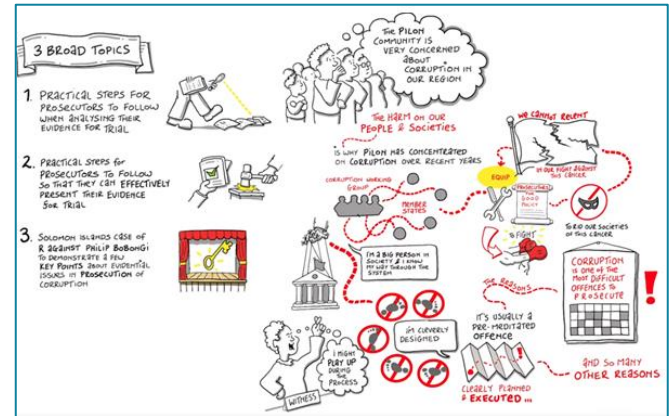 3 BROAD TOPICS
1. PRACTICAL STEPS FOR
PROSECUTORS TO FOLLOW
WHEN ANALYSING THEIR
EVIDENCE FOR TRIAL
2. PRACTICAL STEPS for
PROSECUTORS TO FOLLOW
SO THAT THEY CAN EFFECTIVELY
PRESENT THEIR EVIDENCE
for TRIAL
3. SOLOMON ISLANDS CASE OF
R AGAINST PHILIP BOBONGI
TO DEMONSTRATE A FEW
KEY POINTS ABOUT EVIDENTIAL
ISSUES IN PROSECUTION OF
CORRUPTION
THE PILON
COMMUNITY IS
VERY CONCERNED
ABOUT
CORRUPTION IN
OUR REGION
THE HARM ON OUR
PEOPLE & SOCIETIES
IS WHY PILON HAS CONCENTRATED
ON CORRUPTION OVER RECENT YEARS
CORRUPTION WORKING
GROUP
MEMBER
STATES
WE CANNOT RELENT
IN OUR FIGHT AGAINST
THIS CANCER
EQUIP
PROSECUTORS
GOOD
POLICY
TO RID OUR SOCIETIES
OF THIS CANCER
& FIGHT
I'M A BIG PERSON IN
SOCIETY & I KNOW
MY WAY THROUGH THE
SYSTEM
I'M CLEVERLY
DESIGNED
I MIGHT
PLAY UP
DURING
THE
PROCESS
WITNESS
THE REASONS
CORRUPTION
IS ONE OF THE
MOST DIFFICULT
OFFENCES TO
PROSECUTE
!
IT'S USUALLY A
PRE-MEDITATED
OFFENCE
CLEARLY PLANNED
& EXECUTED ...
AND SO MANY
OTHER REASONS